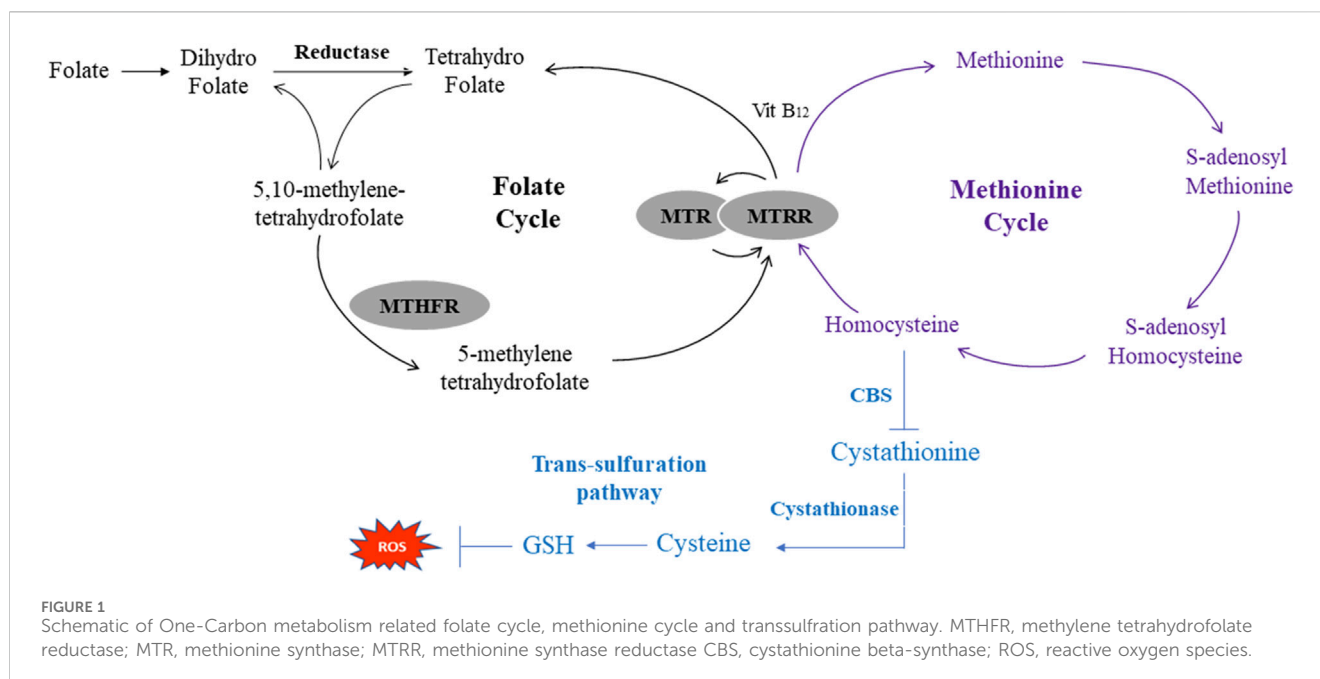 Folate
Dihydro
Folate
Reductase
Tetrahydro
Folate
Vit B12
Methionine
S-adenosyl
Methionine
5,10-methylene-
tetrahydrofolate
Folate
Cycle
MTR
MTRR
Methionine
Cycle
MTHFR
5-methylene
tetrahydrofolate
Homocysteine
S-adenosyl
Homocysteine
CBS
Cystathionine
Trans-sulfuration
pathway
Cystathionase
ROS
GSH
Cysteine
FIGURE 1
Schematic of One-Carbon metabolism related folate cycle, methionine cycle and transsulfration pathway. MTHFR, methylene tetrahydrofolate
reductase; MTR, methionine synthase; MTRR, methionine synthase reductase CBS, cystathionine beta-synthase; ROS, reactive oxygen species.